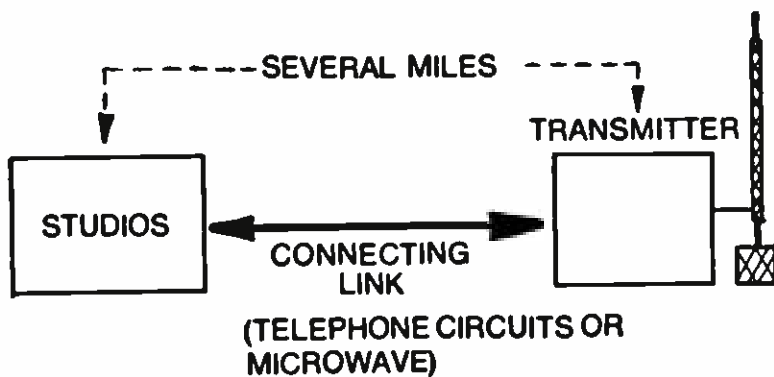 SEVERAL MILES
TRANSMITTER
STUDIOS
CONNECTING
LINK
(TELEPHONE CIRCUITS OR
MICROWAVE)